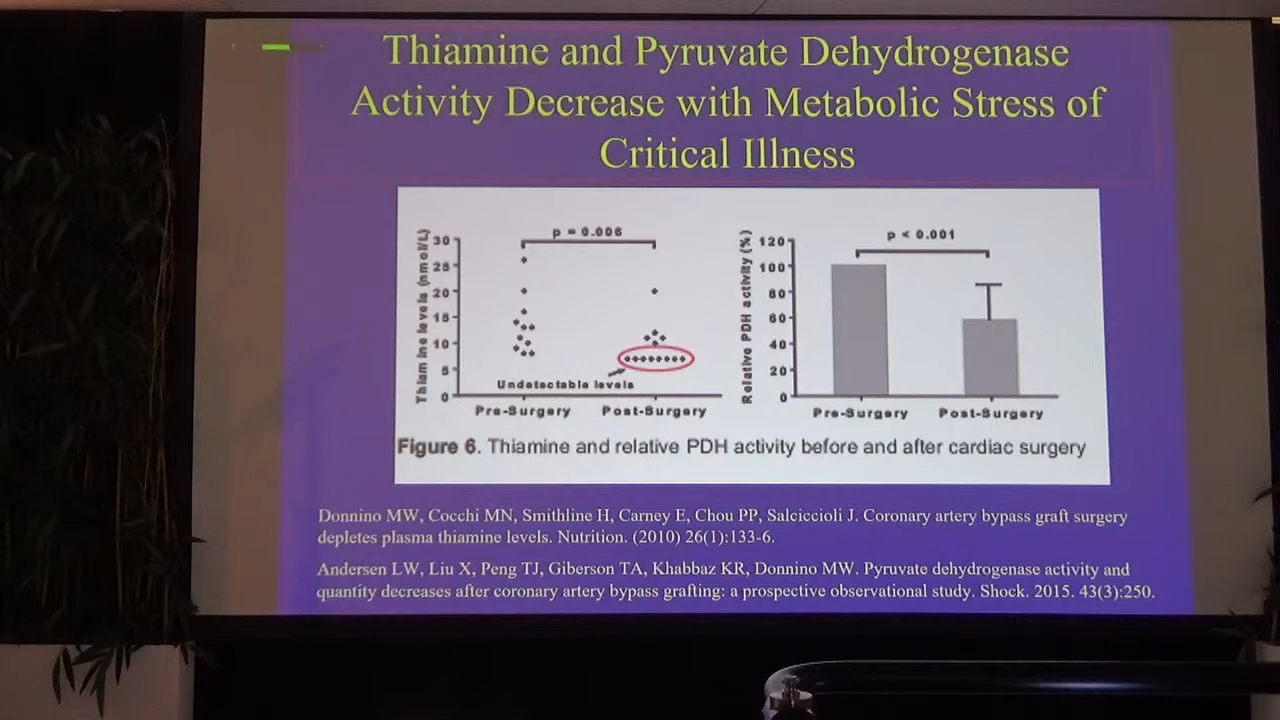 Thiamine and Pyruvate Dehydrogenase
Activity Decrease with Metabolic Stress of
Critical Illness
Thiamine levels (nmol/L)
30
25
20
15
10
5
0
p = 0.006
Undetectable levels
Pre-Surgery
Post-Surgery
Relative PDH activity (%)
120
100
80
60
40
20
0
p < 0.001
Pre-Surgery
Post-Surgery
Figure 6. Thiamine and relative PDH activity before and after cardiac surgery
Donnino MW, Cocchi MN, Smithline H, Carney E, Chou PP, Salciccioli J. Coronary artery bypass graft surgery
depletes plasma thiamine levels. Nutrition. (2010) 26(1):133-6.
Andersen LW, Liu X, Peng TJ, Giberson TA, Khabbaz KR, Donnino MW. Pyruvate dehydrogenase activity and
quantity decreases after coronary artery bypass grafting: a prospective observational study. Shock. 2015. 43(3):250.